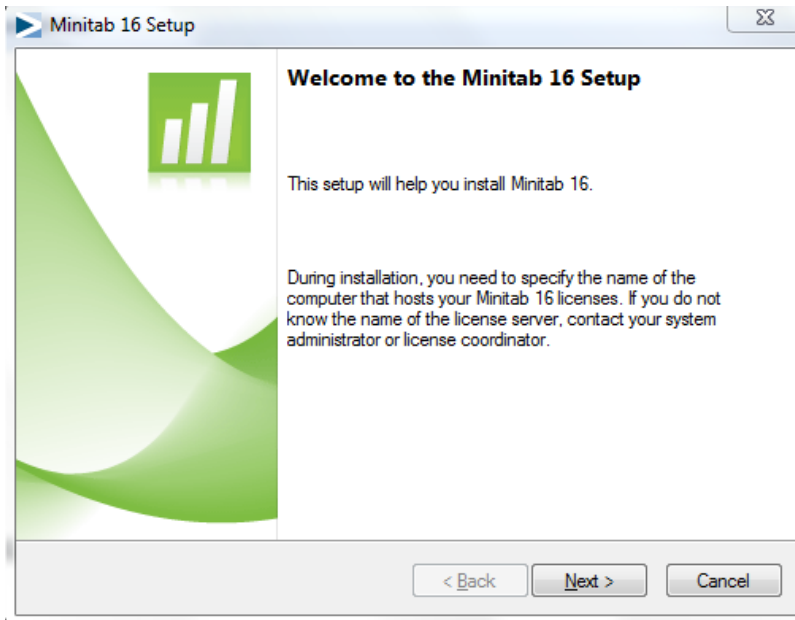 Minitab 16 Setup
Welcome to the Minitab 16 Setup
This setup will help you install Minitab 16.
During installation, you need to specify the name of the
computer that hosts your Minitab 16 licenses. If you do not
know the name of the license server, contact your system
administrator or license coordinator.
< Back Next > Cancel